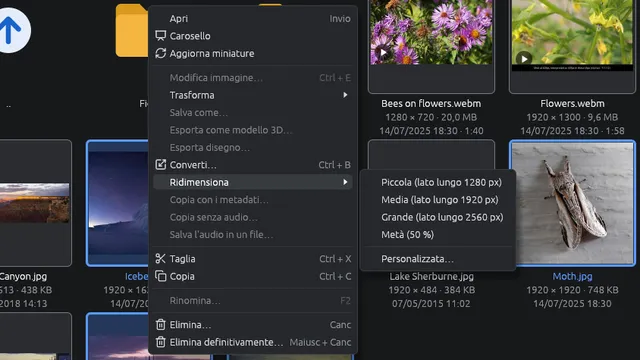 Apri Invio
Carosello
Aggiorna miniature
Modifica immagine… Ctrl + E
Trasforma
Salva come…
Esporta come modello 3D…
Esporta disegno…
Converti… Ctrl + B
Ridimensiona
Copia con i metadati…
Copia senza audio…
Salva l'audio in un file…
Taglia Ctrl + X
Copia Ctrl + C
Rinomina… F2
Elimina… Canc
Elimina definitivamente… Maiusc + Canc
Piccola (lato lungo 1280 px)
Media (lato lungo 1920 px)
Grande (lato lungo 2560 px)
Metà (50 %)
Personalizzata…
..
Bees on flowers.webm
1280 × 720 · 20,0 MB
14/07/2025 18:30 · 1:40
Flowers.webm
1920 × 1300 · 9,6 MB
14/07/2025 18:30 · 1:58
Canyon.jpg
513 · 438 KB
2018 14:13
Icebe
1920 × 16
14/07/20
Lake Sherburne.jpg
1920 × 484 · 384 KB
07/05/2015 11:02
Moth.jpg
1920 × 1920 · 748 KB
14/07/2025 18:30